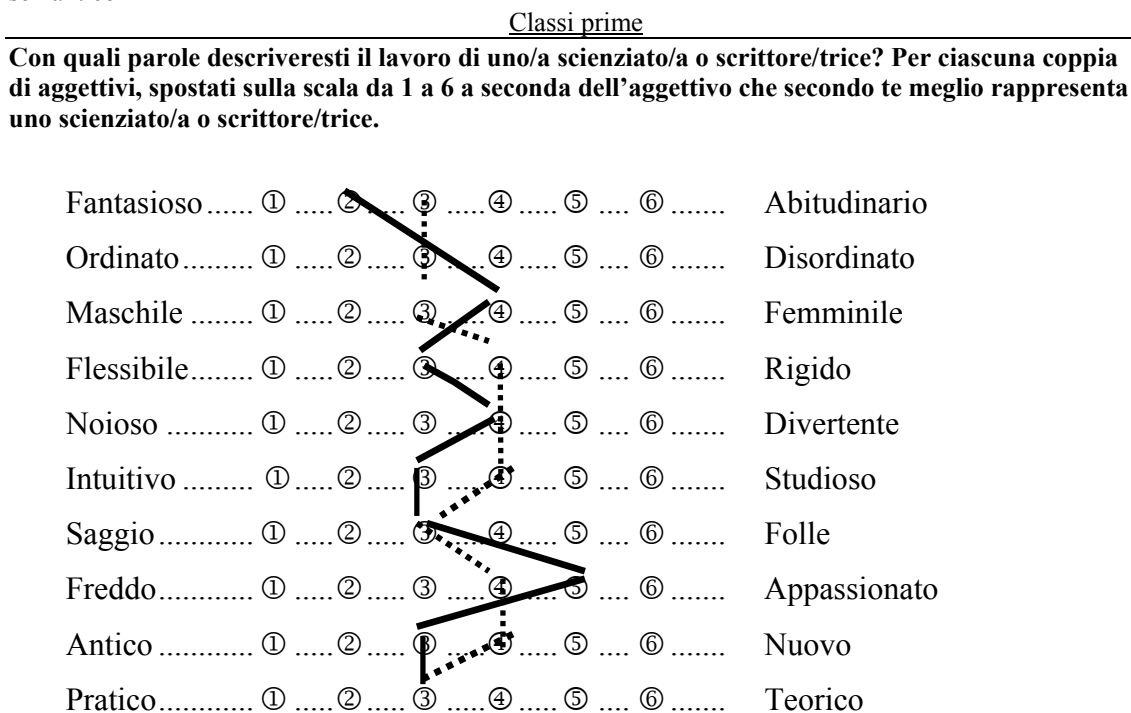 Classi prime
Con quali parole descriveresti il lavoro di uno/a scienziato/a o scrittore/trice? Per ciascuna coppia
di aggettivi, spostati sulla scala da 1 a 6 a seconda dell’aggettivo che secondo te meglio rappresenta
uno scienziato/a o scrittore/trice.
Fantasioso ...... ① ..... ② ..... ③ ..... ④ ..... ⑤ .... ⑥ ....... Abitudinario
Ordinato ......... ① ..... ② ..... ③ ..... ④ ..... ⑤ .... ⑥ ....... Disordinato
Maschile ........ ① ..... ② ..... ③ ..... ④ ..... ⑤ .... ⑥ ....... Femminile
Flessibile ....... ① ..... ② ..... ③ ..... ④ ..... ⑤ .... ⑥ ....... Rigido
Noioso ........... ① ..... ② ..... ③ ..... ④ ..... ⑤ .... ⑥ ....... Divertente
Intuitivo ......... ① ..... ② ..... ③ ..... ④ ..... ⑤ .... ⑥ ....... Studioso
Saggio ............ ① ..... ② ..... ③ ..... ④ ..... ⑤ .... ⑥ ....... Folle
Freddo ............ ① ..... ② ..... ③ ..... ④ ..... ⑤ .... ⑥ ....... Appassionato
Antico ............ ① ..... ② ..... ③ ..... ④ ..... ⑤ .... ⑥ ....... Nuovo
Pratico ............ ① ..... ② ..... ③ ..... ④ ..... ⑤ .... ⑥ ....... Teorico